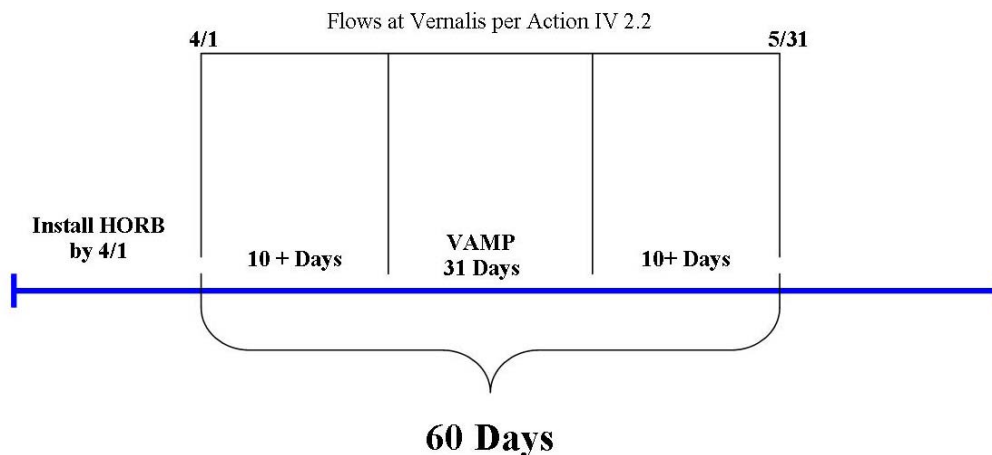 Flows at Vernalis per Action IV 2.2
4/1
5/31
Install HORB
by 4/1
10 + Days
VAMP
31 Days
10+ Days
60 Days